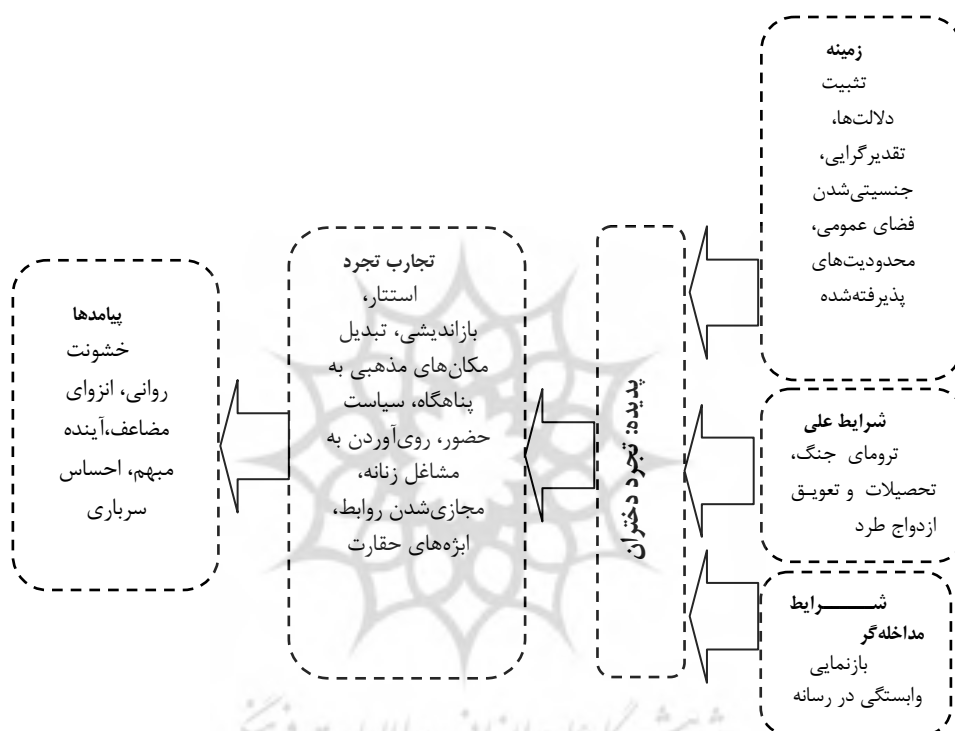 زمینه
تثبیت
دلالت‌ها،
تقدیرگرایی،
جنسیتی‌شدن
فضای عمومی،
محدودیت‌های
پذیرفته‌شده
شرایط علی
ترومای جنگ،
تحصیلات و تعویـق
ازدواج طرد
شـــــرایط
مداخله‌گر
بازنمایی
وابستگی در رسانه
پدیده: تجرد دختران
تجارب تجرد
استتار،
بازاندیشی، تبدیل
مکان‌های مذهبی به
پناهگاه، سیاست
حضور، روی‌آوردن به
مشاغل زنانه،
مجازی‌شدن روابط،
ابژه‌های حقارت
پیامدها
خشونت
روانی، انزوای
مضاعف،آینده
مبهم، احساس
سرباری